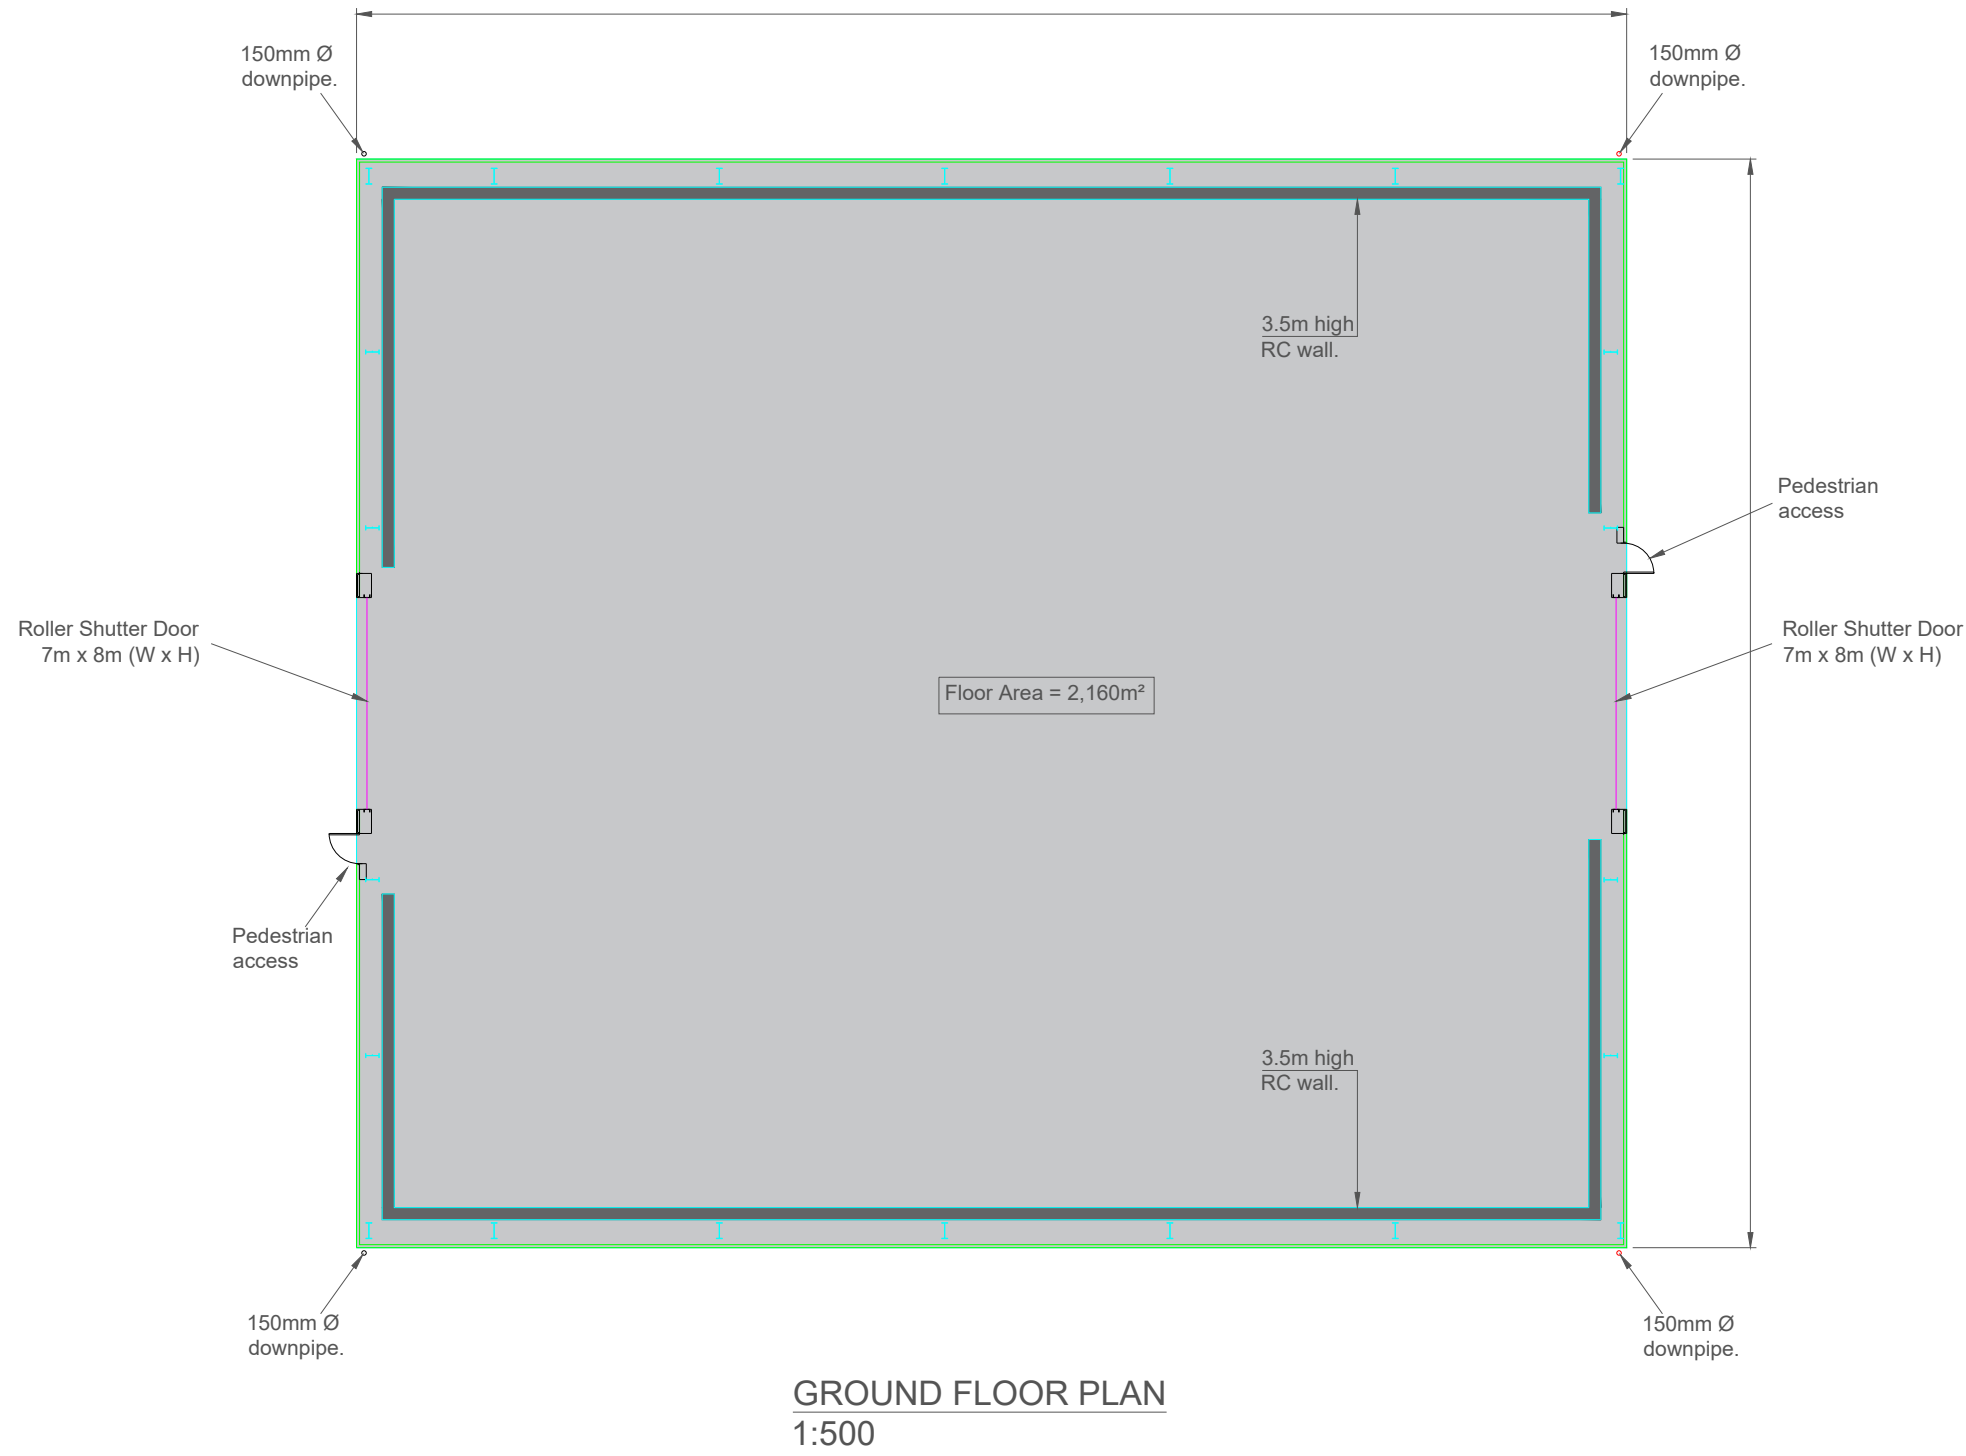 150mm Ø
downpipe.
150mm Ø
downpipe.
3.5m high
RC wall.
Pedestrian
access
Roller Shutter Door
7m x 8m (W x H)
Roller Shutter Door
7m x 8m (W x H)
Floor Area = 2,160m²
Pedestrian
access
3.5m high
RC wall.
150mm Ø
downpipe.
150mm Ø
downpipe.
GROUND FLOOR PLAN
1:500